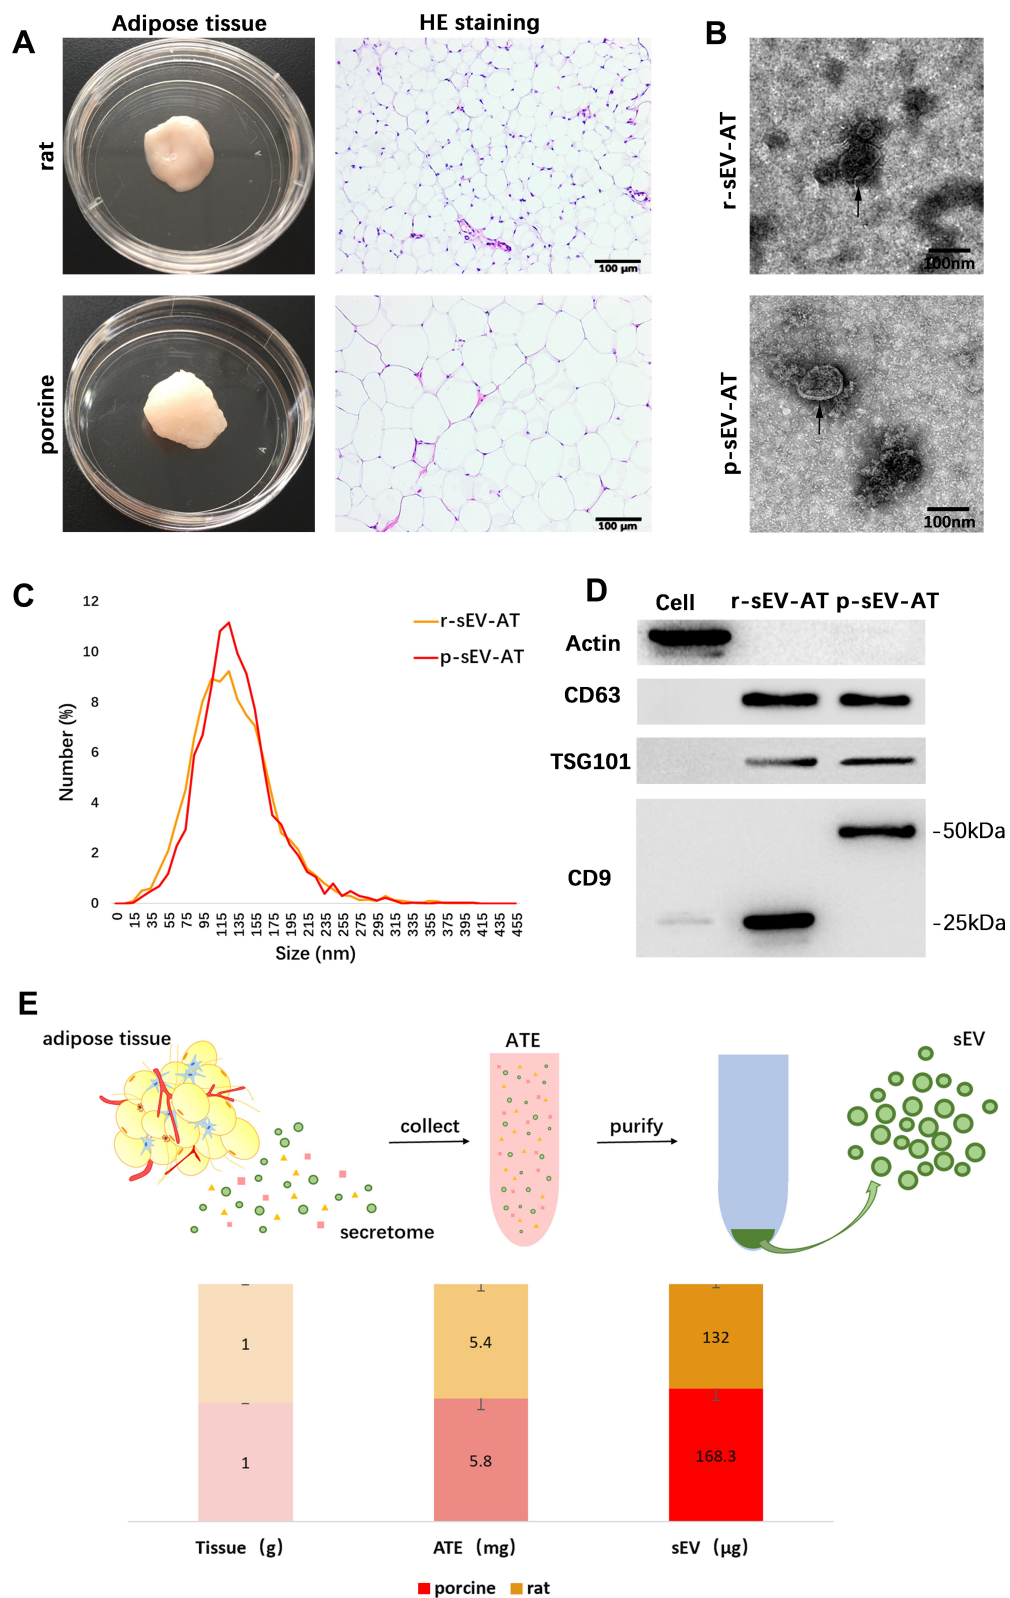 A
Adipose tissue
HE staining
rat
100 μm
porcine
100 μm
B
r-sEV-AT
100nm
p-sEV-AT
100nm
C
12
10
8
6
4
2
0
Number (%)
r-sEV-AT
p-sEV-AT
0 15 35 55 75 95 115 135 155 175 195 215 235 255 275 295 315 335 355 375 395 415 435 455
Size (nm)
D
Cell r-sEV-AT p-sEV-AT
Actin
CD63
TSG101
CD9
-50kDa
-25kDa
E
adipose tissue
secretome
collect
ATE
purify
sEV
1 5.4 132
1 5.8 168.3
Tissue (g) ATE (mg) sEV (μg)
porcine rat